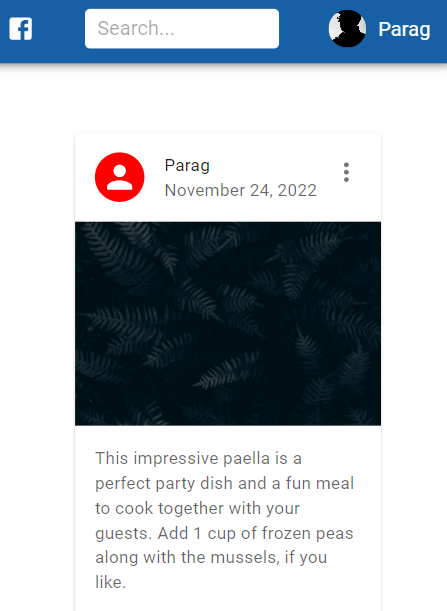 Search...
Parag
Parag
November 24, 2022
This impressive paella is a
perfect party dish and a fun meal
to cook together with your
guests. Add 1 cup of frozen peas
along with the mussels, if you
like.